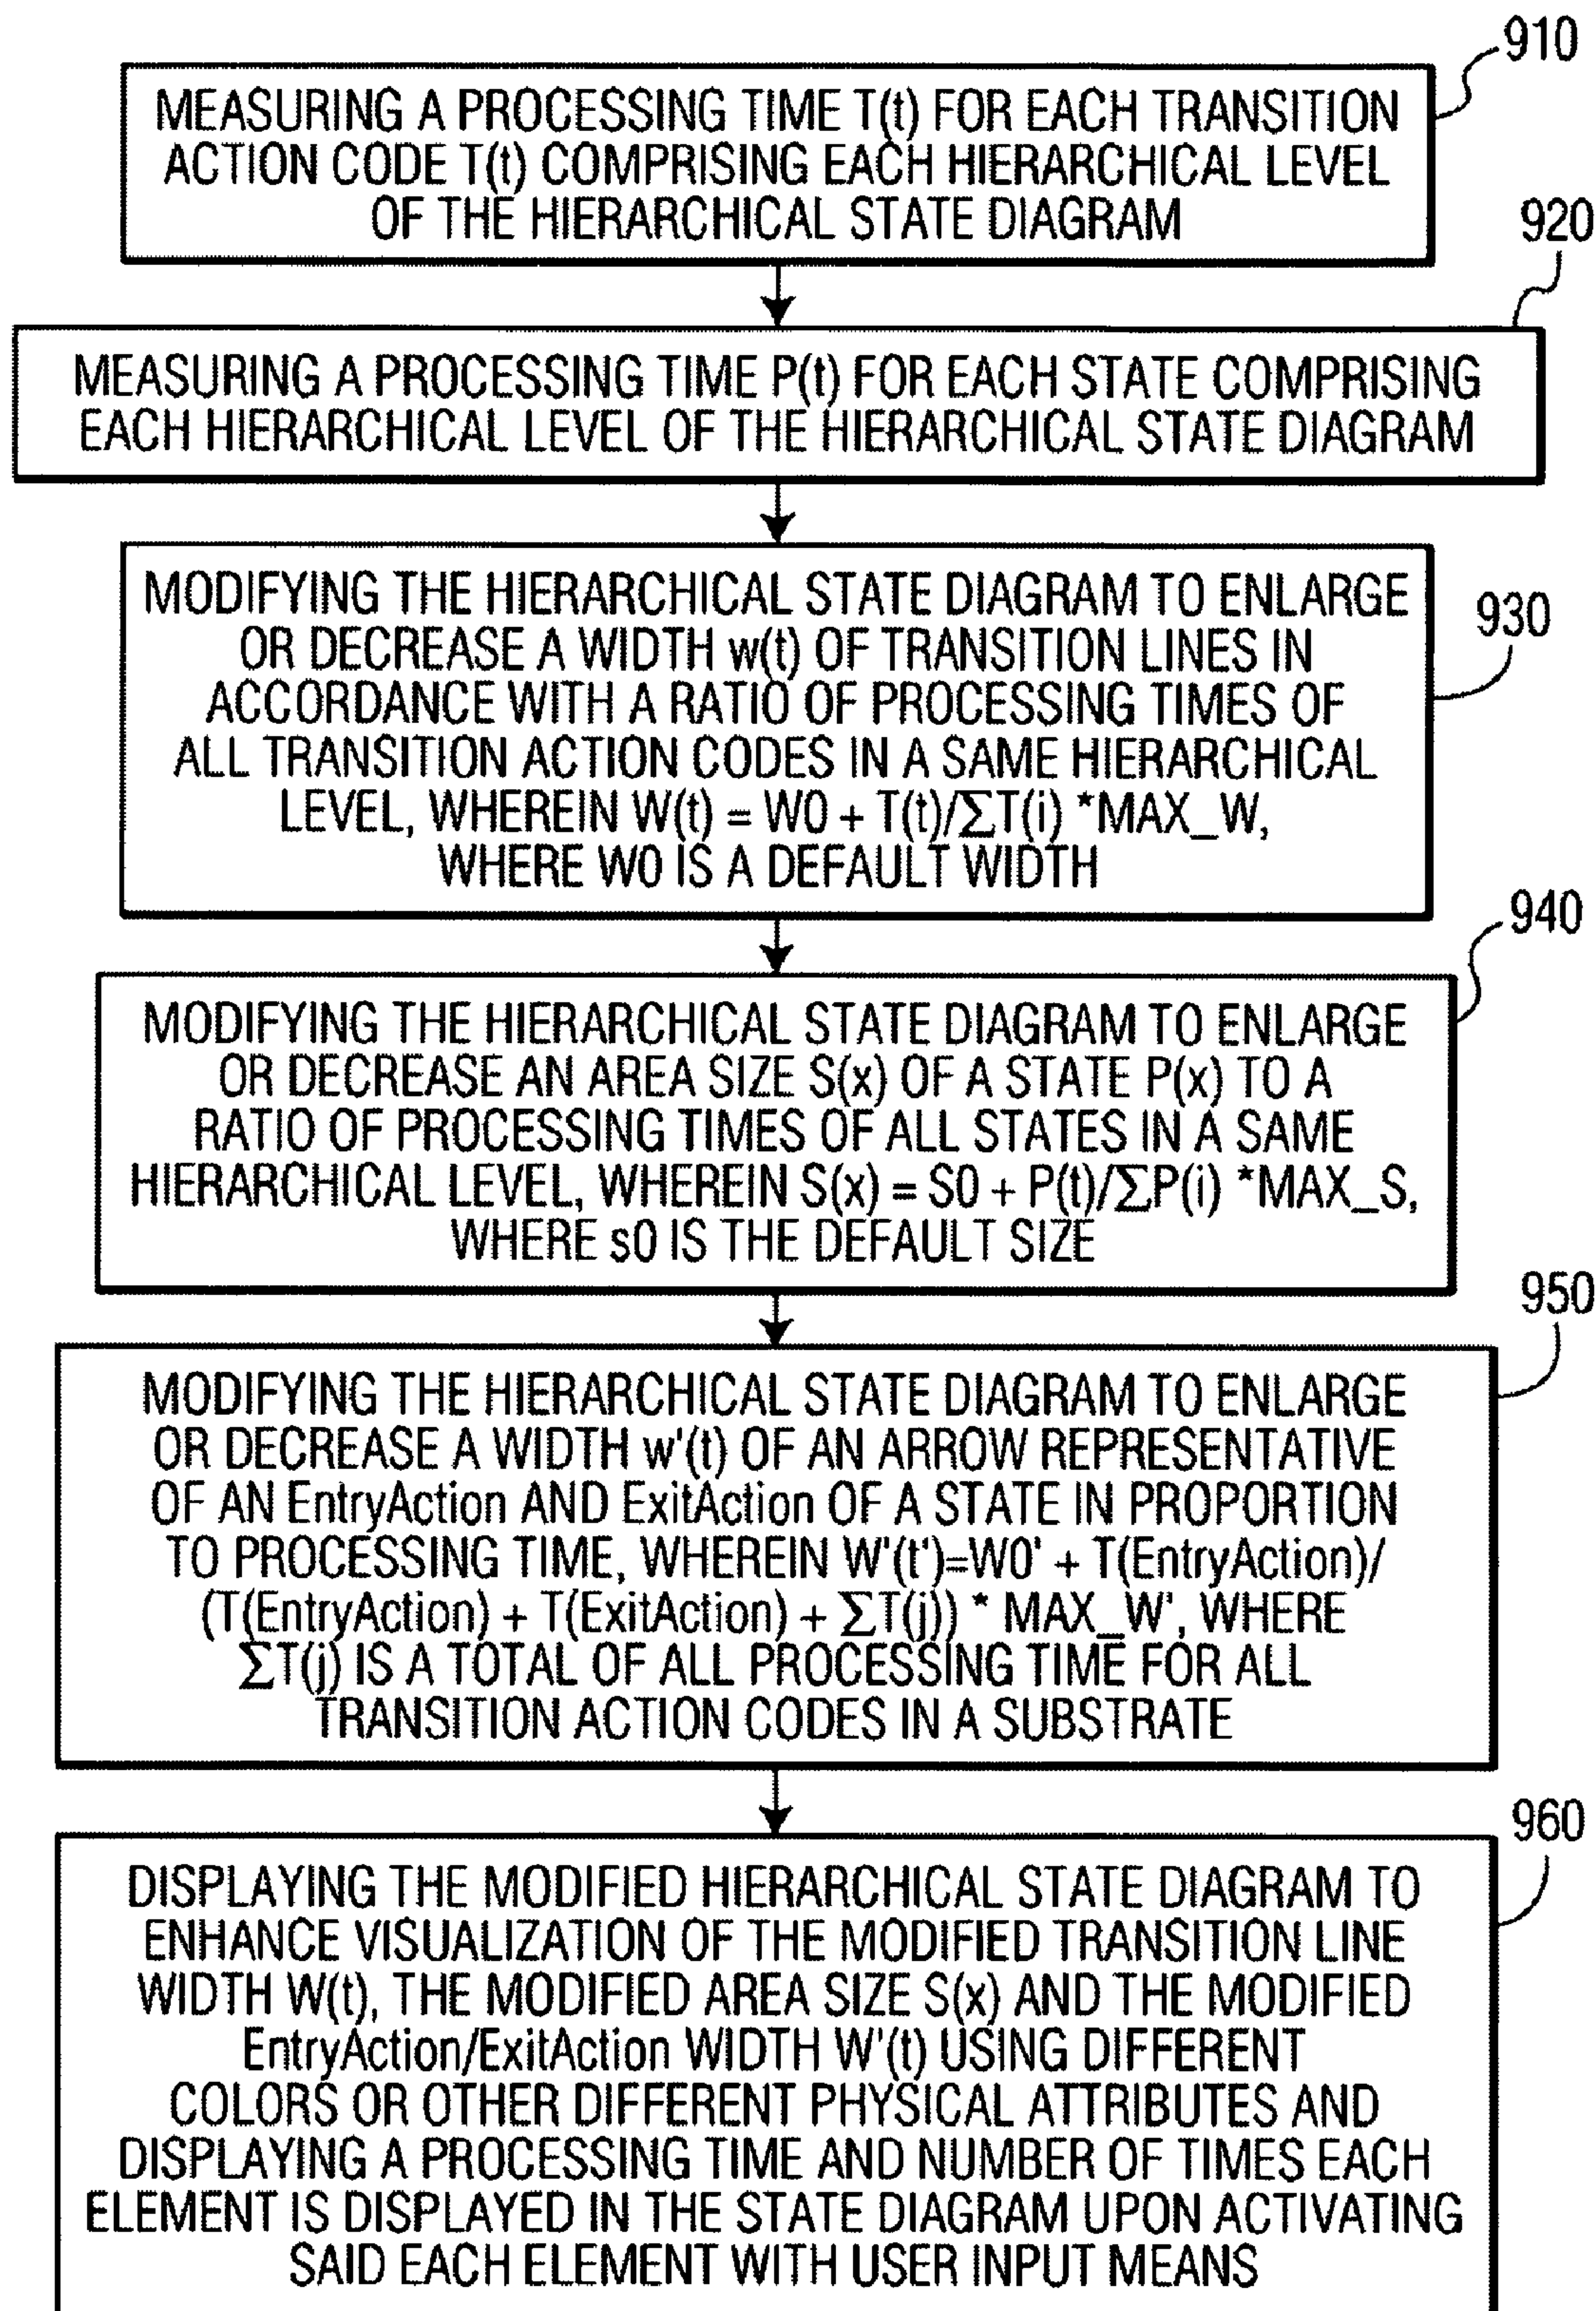 910
MEASURING A PROCESSING TIME T(t) FOR EACH TRANSITION
ACTION CODE T(t) COMPRISING EACH HIERARCHICAL LEVEL
OF THE HIERARCHICAL STATE DIAGRAM
920
MEASURING A PROCESSING TIME P(t) FOR EACH STATE COMPRISING
EACH HIERARCHICAL LEVEL OF THE HIERARCHICAL STATE DIAGRAM
930
MODIFYING THE HIERARCHICAL STATE DIAGRAM TO ENLARGE
OR DECREASE A WIDTH w(t) OF TRANSITION LINES IN
ACCORDANCE WITH A RATIO OF PROCESSING TIMES OF
ALL TRANSITION ACTION CODES IN A SAME HIERARCHICAL
LEVEL, WHEREIN W(t) = W0 + T(t)/∑T(i) *MAX_W,
WHERE W0 IS A DEFAULT WIDTH
940
MODIFYING THE HIERARCHICAL STATE DIAGRAM TO ENLARGE
OR DECREASE AN AREA SIZE S(x) OF A STATE P(x) TO A
RATIO OF PROCESSING TIMES OF ALL STATES IN A SAME
HIERARCHICAL LEVEL, WHEREIN S(x) = S0 + P(t)/∑P(i) *MAX_S,
WHERE s0 IS THE DEFAULT SIZE
950
MODIFYING THE HIERARCHICAL STATE DIAGRAM TO ENLARGE
OR DECREASE A WIDTH w'(t) OF AN ARROW REPRESENTATIVE
OF AN EntryAction AND ExitAction OF A STATE IN PROPORTION
TO PROCESSING TIME, WHEREIN W'(t')=W0' + T(EntryAction)/
(T(EntryAction) + T(ExitAction) + ∑T(j)) * MAX_W', WHERE
∑T(j) IS A TOTAL OF ALL PROCESSING TIME FOR ALL
TRANSITION ACTION CODES IN A SUBSTRATE
960
DISPLAYING THE MODIFIED HIERARCHICAL STATE DIAGRAM TO
ENHANCE VISUALIZATION OF THE MODIFIED TRANSITION LINE
WIDTH W(t), THE MODIFIED AREA SIZE S(x) AND THE MODIFIED
EntryAction/ExitAction WIDTH W'(t) USING DIFFERENT
COLORS OR OTHER DIFFERENT PHYSICAL ATTRIBUTES AND
DISPLAYING A PROCESSING TIME AND NUMBER OF TIMES EACH
ELEMENT IS DISPLAYED IN THE STATE DIAGRAM UPON ACTIVATING
SAID EACH ELEMENT WITH USER INPUT MEANS